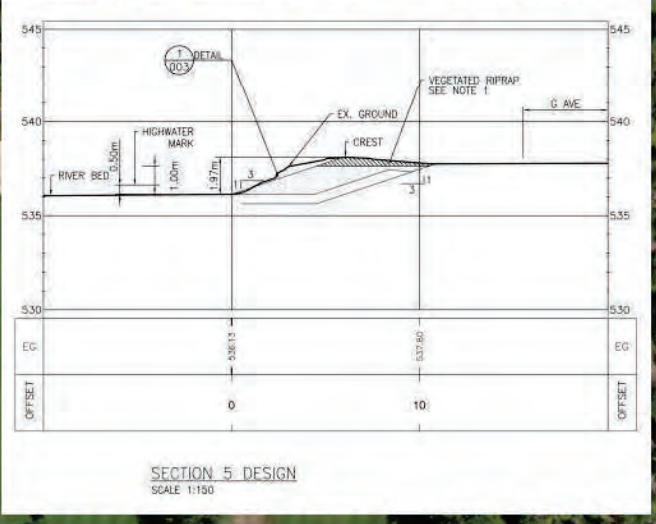 545
545
1
003
DETAIL
VEGETATED RIPRAP
SEE NOTE 1
G AVE
EX. GROUND
540
540
HIGHWATER
MARK
CREST
0.50m
1.00m
1.97m
RIVER BED
1
3
3
1
535
535
530
530
EG
536.13
537.80
EG
OFFSET
0
10
OFFSET
SECTION 5 DESIGN
SCALE 1:150